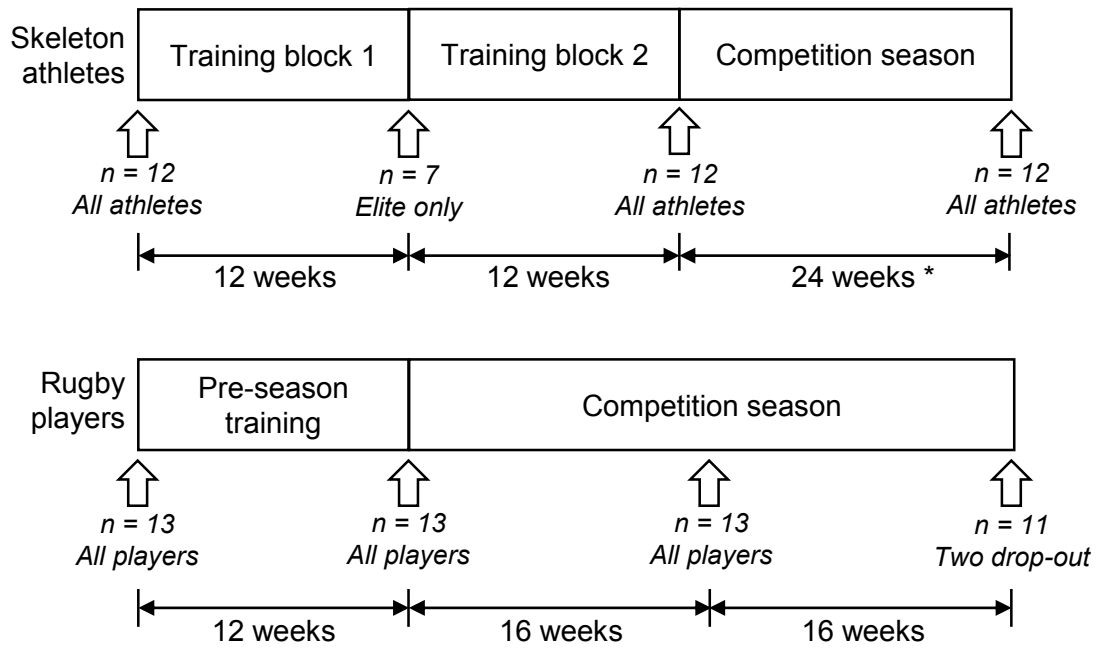 Skeleton
athletes
Training block 1
Training block 2
Competition season
n = 12
All athletes
n = 7
Elite only
n = 12
All athletes
n = 12
All athletes
12 weeks
12 weeks
24 weeks *
Rugby
players
Pre-season
training
Competition season
n = 13
All players
n = 13
All players
n = 13
All players
n = 11
Two drop-out
12 weeks
16 weeks
16 weeks